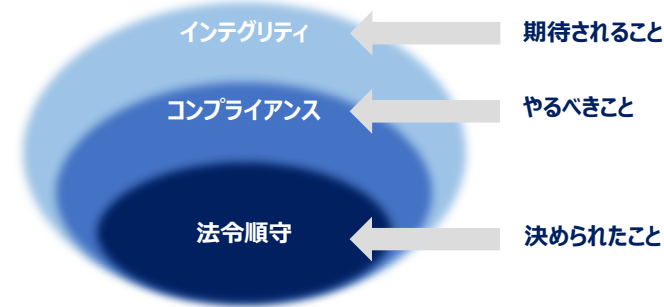 インテグリティ
期待されること
コンプライアンス
やるべきこと
法令順守
決められたこと